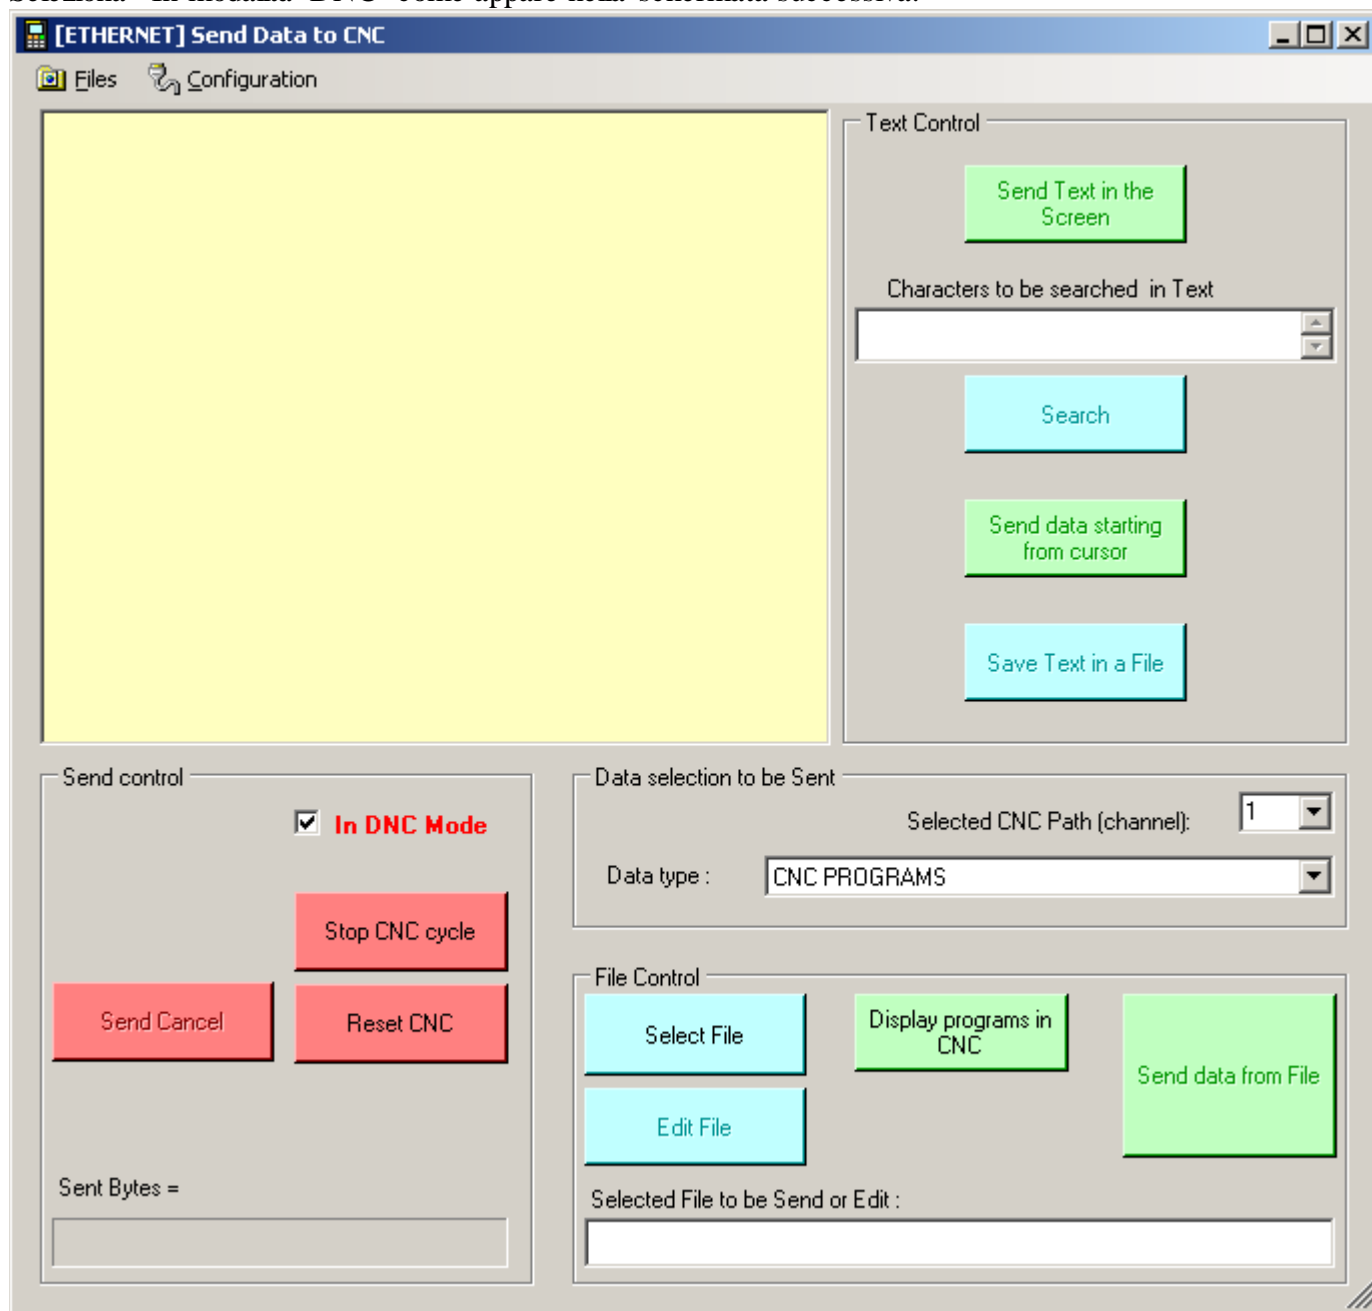 [ETHERNET] Send Data to CNC
Files Configuration
Text Control
Send Text in the
Screen
Characters to be searched in Text
Search
Send data starting
from cursor
Save Text in a File
Send control
In DNC Mode
Stop CNC cycle
Send Cancel
Reset CNC
Sent Bytes =
Data selection to be Sent
Selected CNC Path (channel): 1
Data type : CNC PROGRAMS
File Control
Select File
Display programs in
CNC
Send data from File
Edit File
Selected File to be Send or Edit :